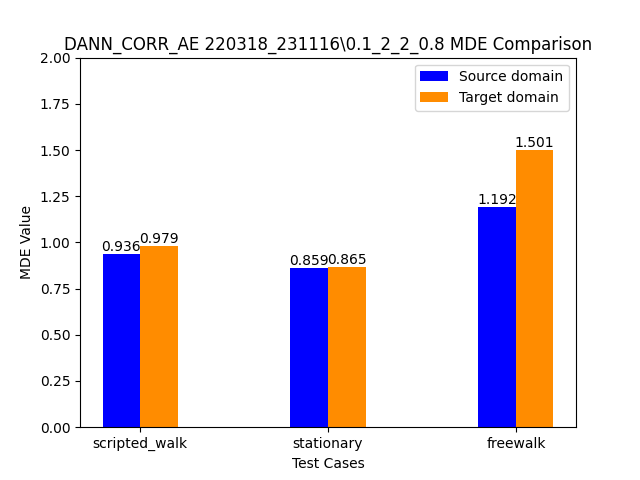 DANN_CORR_AE 220318_231116\0.1_2_2_0.8 MDE Comparison
2.00
1.75
1.50
1.25
1.00
0.75
0.50
0.25
0.00
MDE Value
Source domain
Target domain
0.936
0.979
0.859
0.865
1.192
1.501
scripted_walk
stationary
freewalk
Test Cases